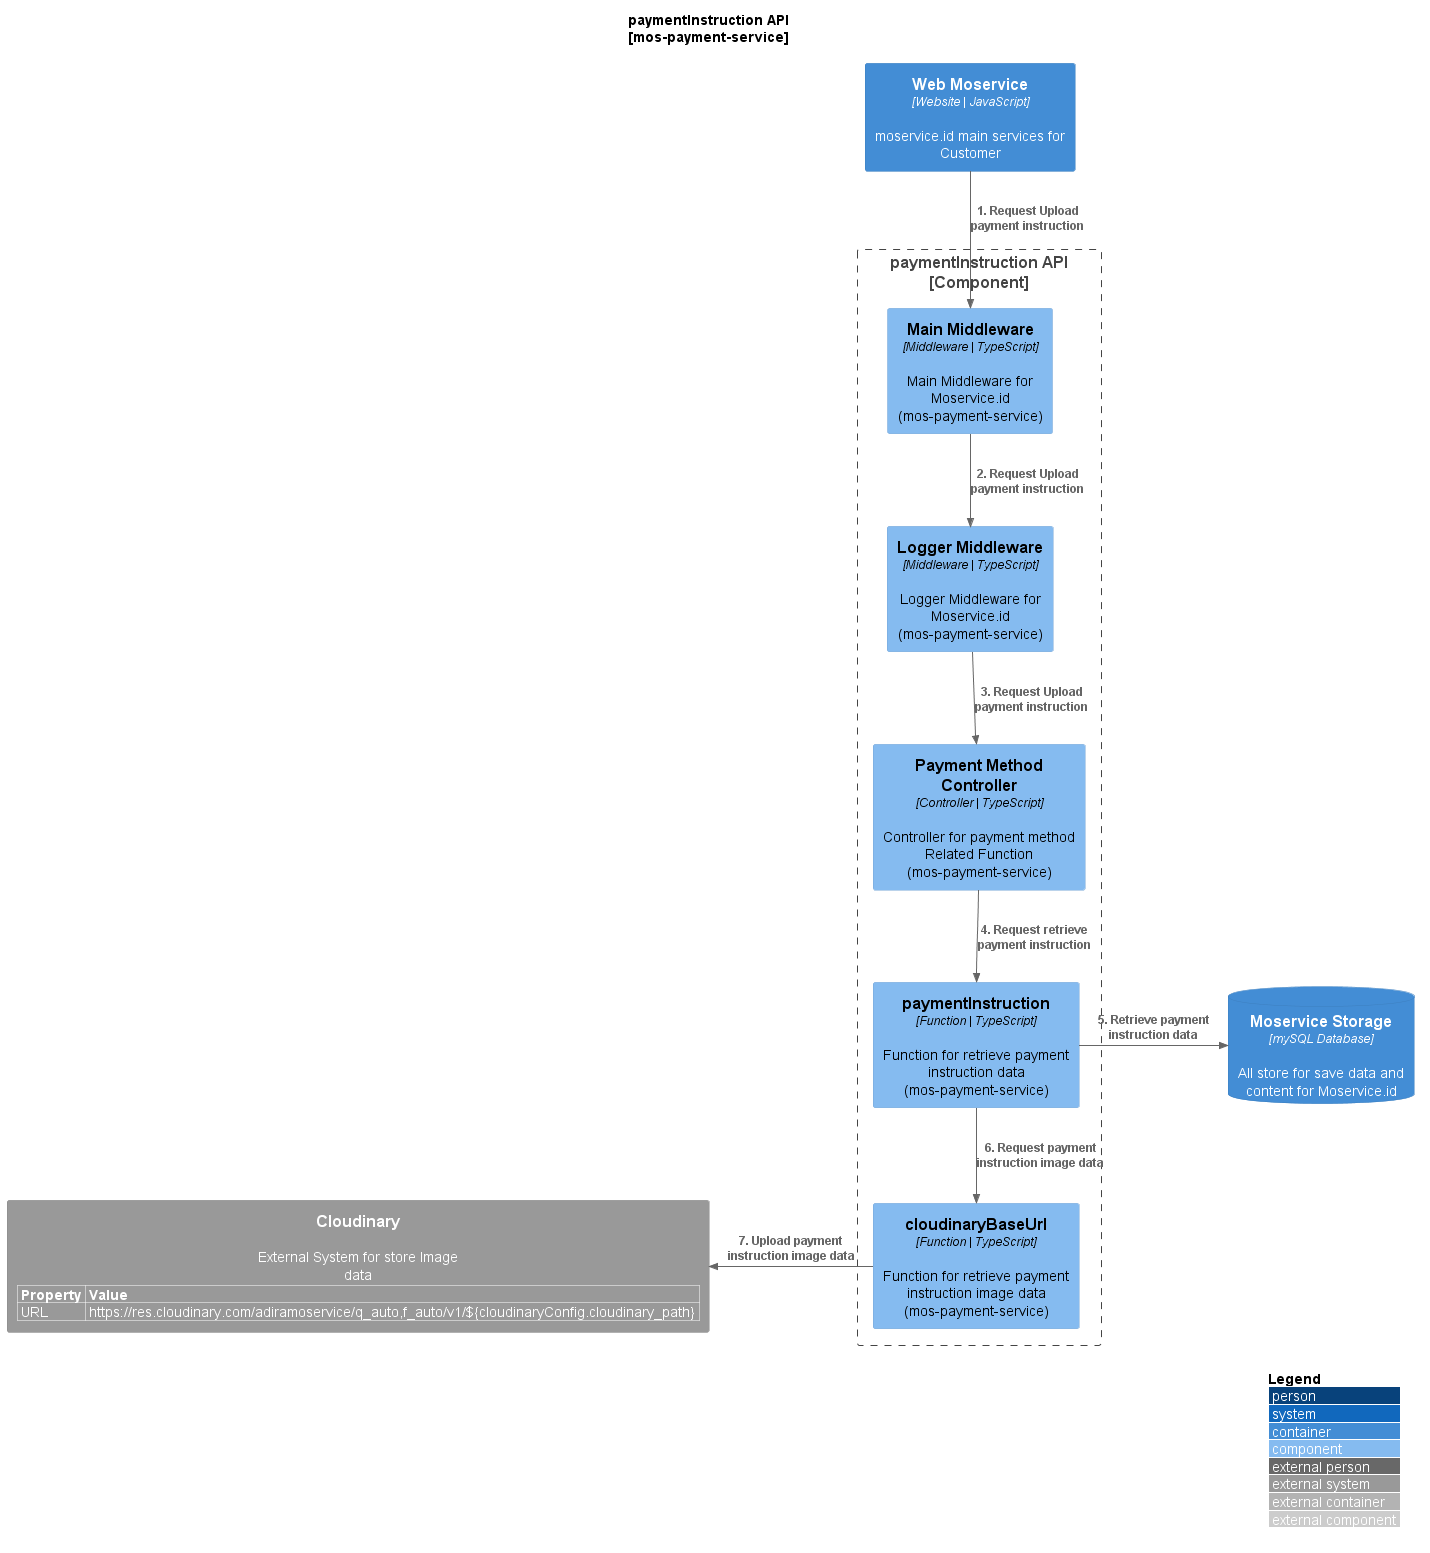 paymentInstruction API
[mos-payment-service]
Web Moservice
[Website | JavaScript]
moservice.id main services for
Customer
1. Request Upload
payment instruction
paymentInstruction API
[Component]
Main Middleware
[Middleware | TypeScript]
Main Middleware for
Moservice.id
(mos-payment-service)
2. Request Upload
payment instruction
Logger Middleware
[Middleware | TypeScript]
Logger Middleware for
Moservice.id
(mos-payment-service)
3. Request Upload
payment instruction
Payment Method
Controller
[Controller | TypeScript]
Controller for payment method
Related Function
(mos-payment-service)
4. Request retrieve
payment instruction
paymentInstruction
[Function | TypeScript]
Function for retrieve payment
instruction data
(mos-payment-service)
5. Retrieve payment
instruction data
Moservice Storage
[mySQL Database]
All store for save data and
content for Moservice.id
6. Request payment
instruction image data
cloudinaryBaseUrl
[Function | TypeScript]
Function for retrieve payment
instruction image data
(mos-payment-service)
7. Upload payment
instruction image data
Cloudinary
External System for store Image
data
Property Value
URL https://res.cloudinary.com/adiramoservice/q_auto,f_auto/v1/${cloudinaryConfig.cloudinary_path}
Legend
person
system
container
component
external person
external system
external container
external component